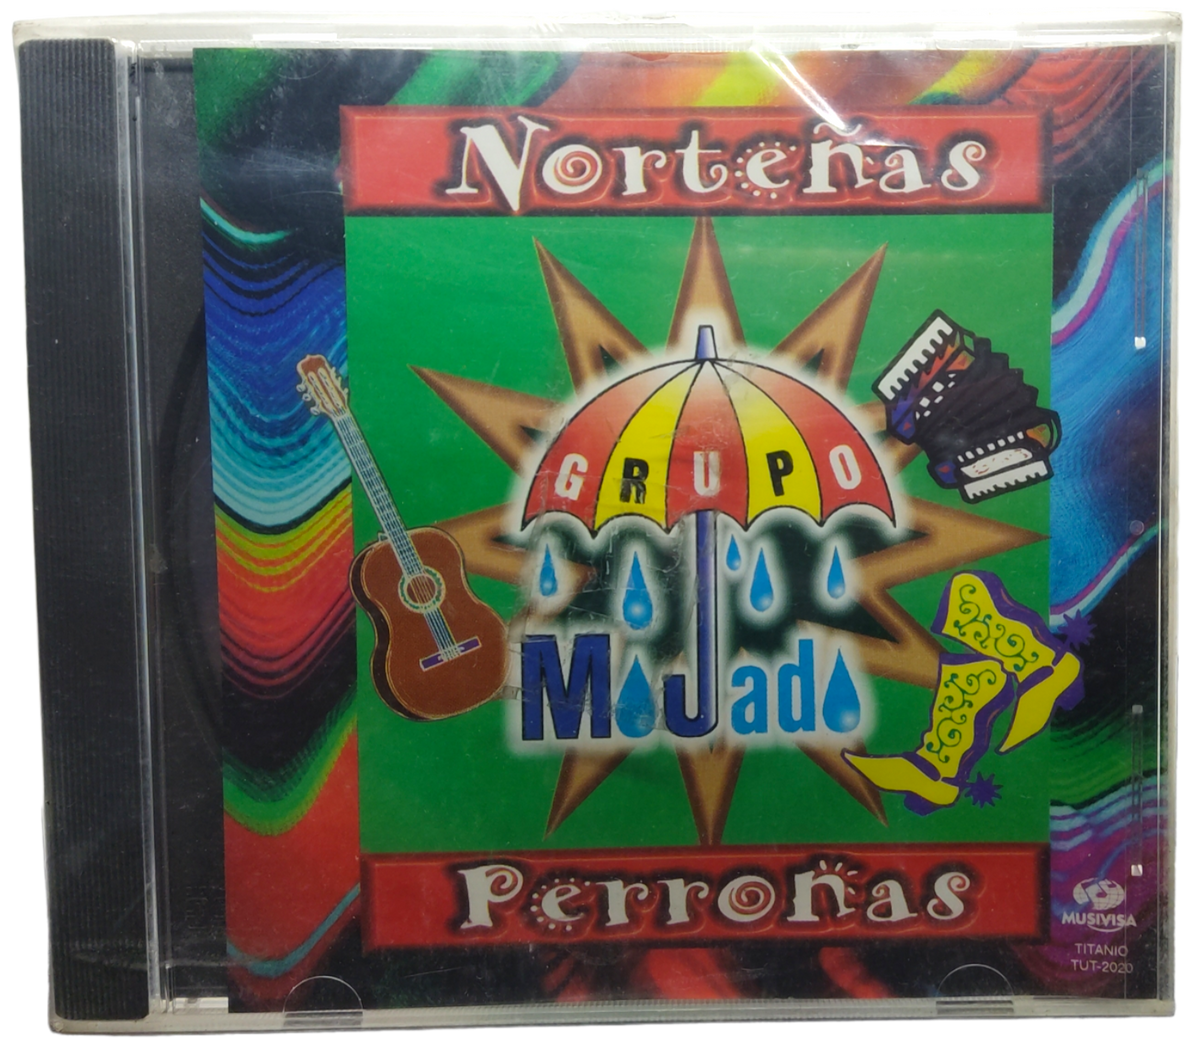 Norteñas
GRUPO
MoJado
Perroñas
MUSIVISA
TITANIO
TUT-2020